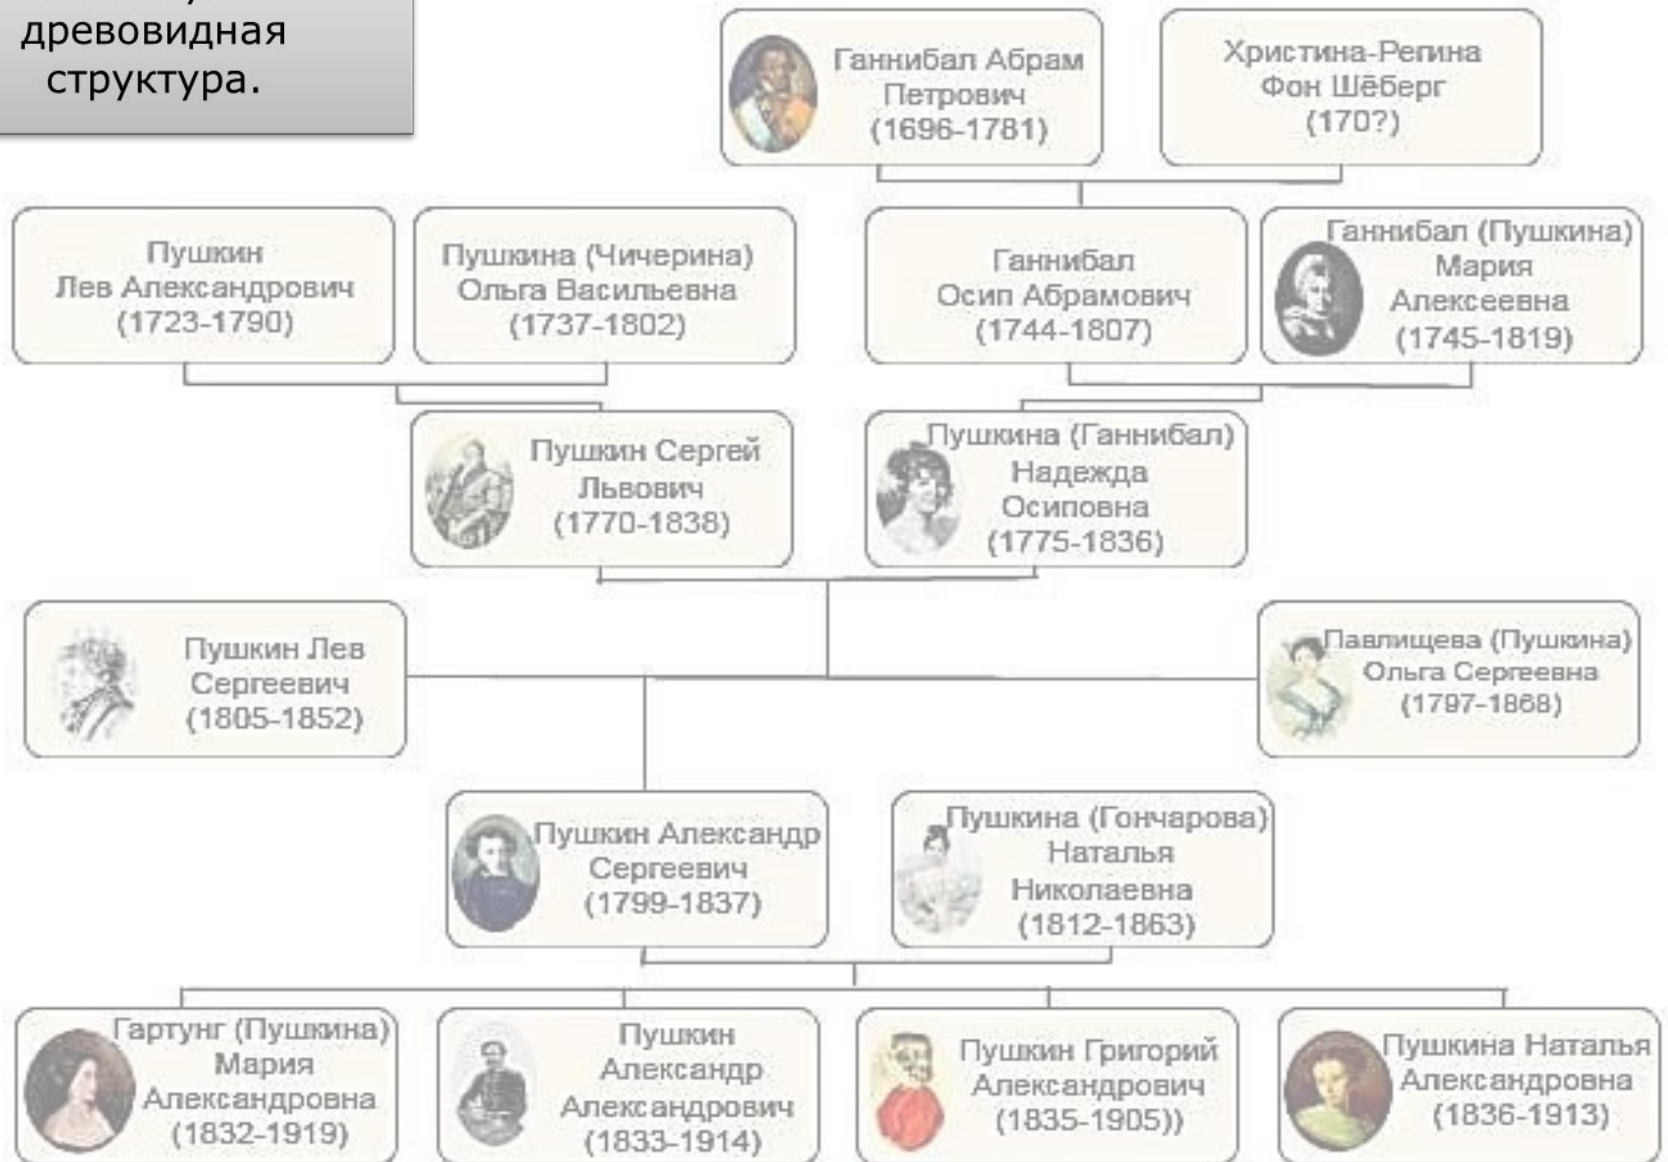 древовидная
структура.
Ганнибал Абрам
Петрович
(1696-1781)
Христина-Регина
Фон Шёберг
(170?)
Пушкин
Лев Александрович
(1723-1790)
Пушкина (Чичерина)
Ольга Васильевна
(1737-1802)
Ганнибал
Осип Абрамович
(1744-1807)
Ганнибал (Пушкина)
Мария
Алексеевна
(1745-1819)
Пушкин Сергей
Львович
(1770-1838)
Пушкина (Ганнибал)
Надежда
Осиповна
(1775-1836)
Пушкин Лев
Сергеевич
(1805-1852)
Павлищева (Пушкина)
Ольга Сергеевна
(1797-1868)
Пушкин Александр
Сергеевич
(1799-1837)
Пушкина (Гончарова)
Наталья
Николаевна
(1812-1863)
Гартунг (Пушкина)
Мария
Александровна
(1832-1919)
Пушкин
Александр
Александрович
(1833-1914)
Пушкин Григорий
Александрович
(1835-1905))
Пушкина Наталья
Александровна
(1836-1913)